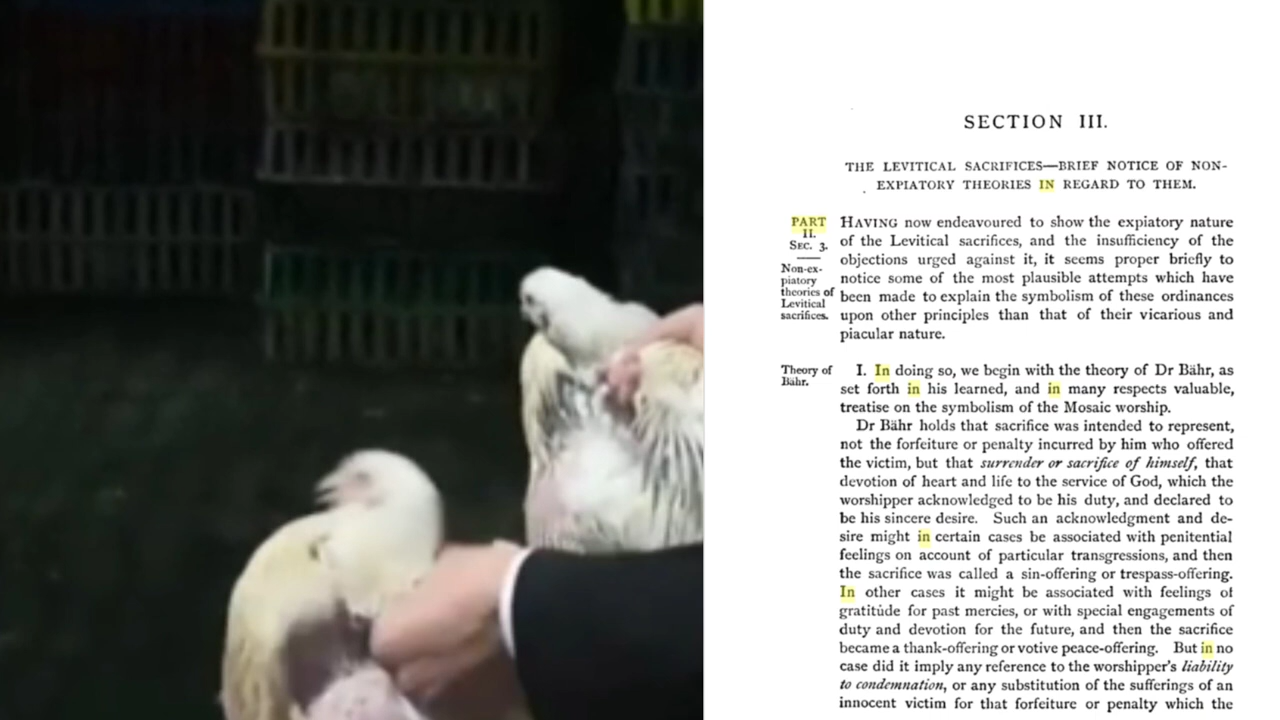 SECTION III.
THE LEVITICAL SACRIFICES—BRIEF NOTICE OF NON-
EXPIATORY THEORIES IN REGARD TO THEM.
PART
II.
SEC. 3.
Non-ex-
piatory
theories of
Levitical
sacrifices.
HAVING now endeavoured to show the expiatory nature
of the Levitical sacrifices, and the insufficiency of the
objections urged against it, it seems proper briefly to
notice some of the most plausible attempts which have
been made to explain the symbolism of these ordinances
upon other principles than that of their vicarious and
piacular nature.
Theory of
Bähr.
I. In doing so, we begin with the theory of Dr Bähr, as
set forth in his learned, and in many respects valuable,
treatise on the symbolism of the Mosaic worship.
Dr Bähr holds that sacrifice was intended to represent,
not the forfeiture or penalty incurred by him who offered
the victim, but that surrender or sacrifice of himself, that
devotion of heart and life to the service of God, which the
worshipper acknowledged to be his duty, and declared to
be his sincere desire. Such an acknowledgment and de-
sire might in certain cases be associated with penitential
feelings on account of particular transgressions, and then
the sacrifice was called a sin-offering or trespass-offering.
In other cases it might be associated with feelings of
gratitude for past mercies, or with special engagements of
duty and devotion for the future, and then the sacrifice
became a thank-offering or votive peace-offering. But in no
case did it imply any reference to the worshipper's liability
to condemnation, or any substitution of the sufferings of an
innocent victim for that forfeiture or penalty which the